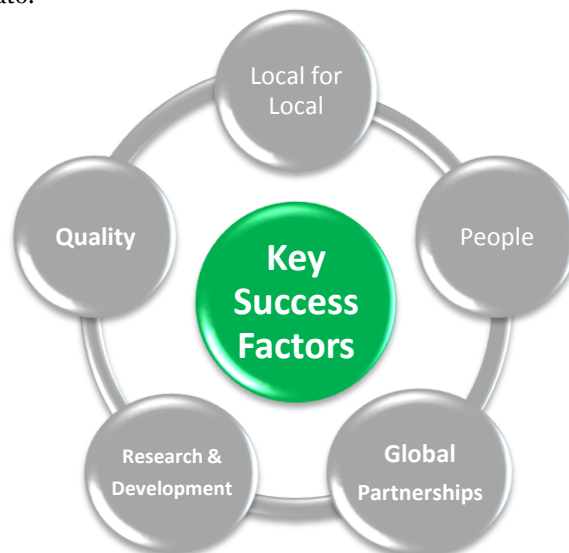 Local for
Local
People
Global
Partnerships
Research &
Development
Quality
Key
Success
Factors